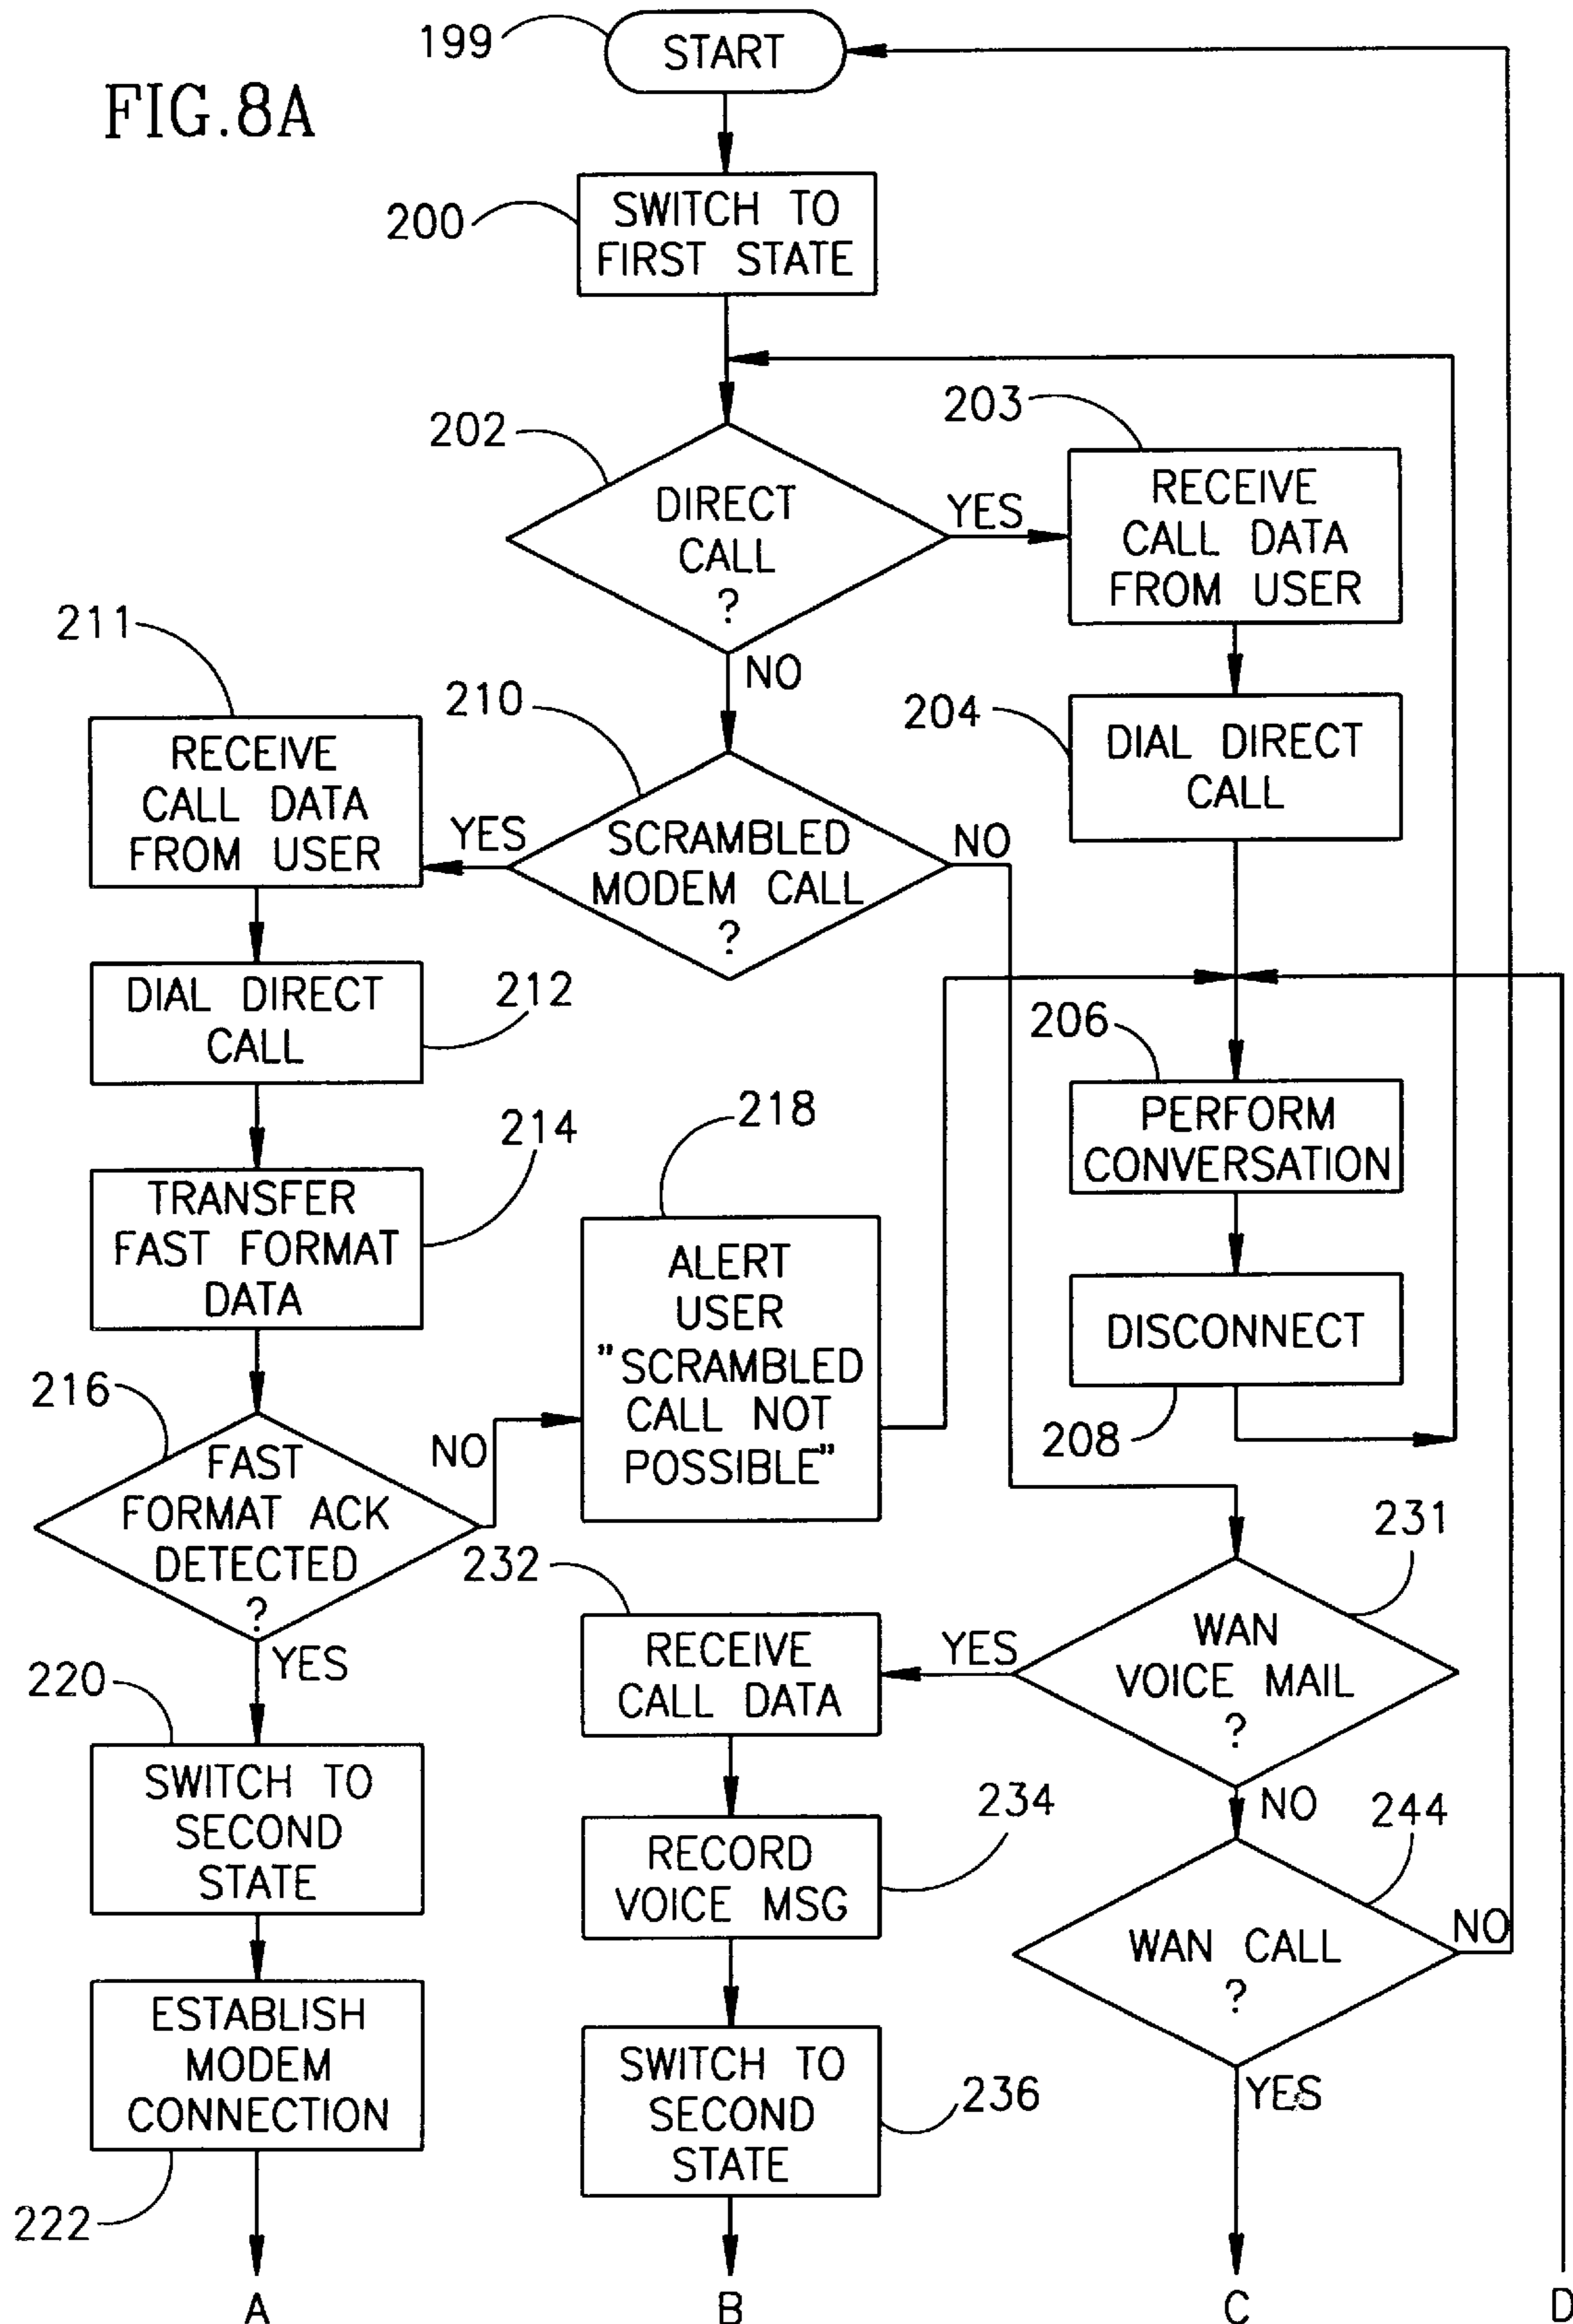 FIG.8A
199
START
200
SWITCH TO
FIRST STATE
202
DIRECT
CALL
?
YES
NO
203
RECEIVE
CALL DATA
FROM USER
204
DIAL DIRECT
CALL
206
PERFORM
CONVERSATION
208
DISCONNECT
210
SCRAMBLED
MODEM CALL
?
YES
NO
211
RECEIVE
CALL DATA
FROM USER
212
DIAL DIRECT
CALL
214
TRANSFER
FAST FORMAT
DATA
216
FAST
FORMAT ACK
DETECTED
?
NO
YES
218
ALERT
USER
"SCRAMBLED
CALL NOT
POSSIBLE"
220
SWITCH TO
SECOND
STATE
222
ESTABLISH
MODEM
CONNECTION
231
WAN
VOICE MAIL
?
YES
NO
232
RECEIVE
CALL DATA
234
RECORD
VOICE MSG
236
SWITCH TO
SECOND
STATE
244
WAN CALL
?
NO
YES
A
B
C
D